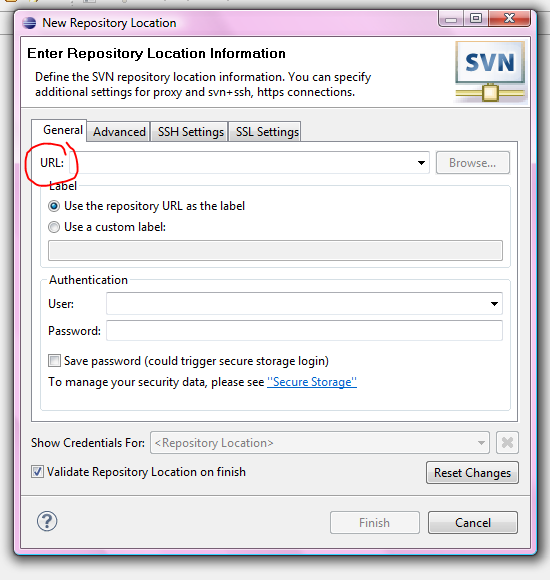 New Repository Location
Enter Repository Location Information
Define the SVN repository location information. You can specify
additional settings for proxy and svn+ssh, https connections.
SVN
General Advanced SSH Settings SSL Settings
URL: Browse...
Label
Use the repository URL as the label
Use a custom label:
Authentication
User:
Password:
Save password (could trigger secure storage login)
To manage your security data, please see "Secure Storage"
Show Credentials For: <Repository Location>
Validate Repository Location on finish Reset Changes
? Finish Cancel